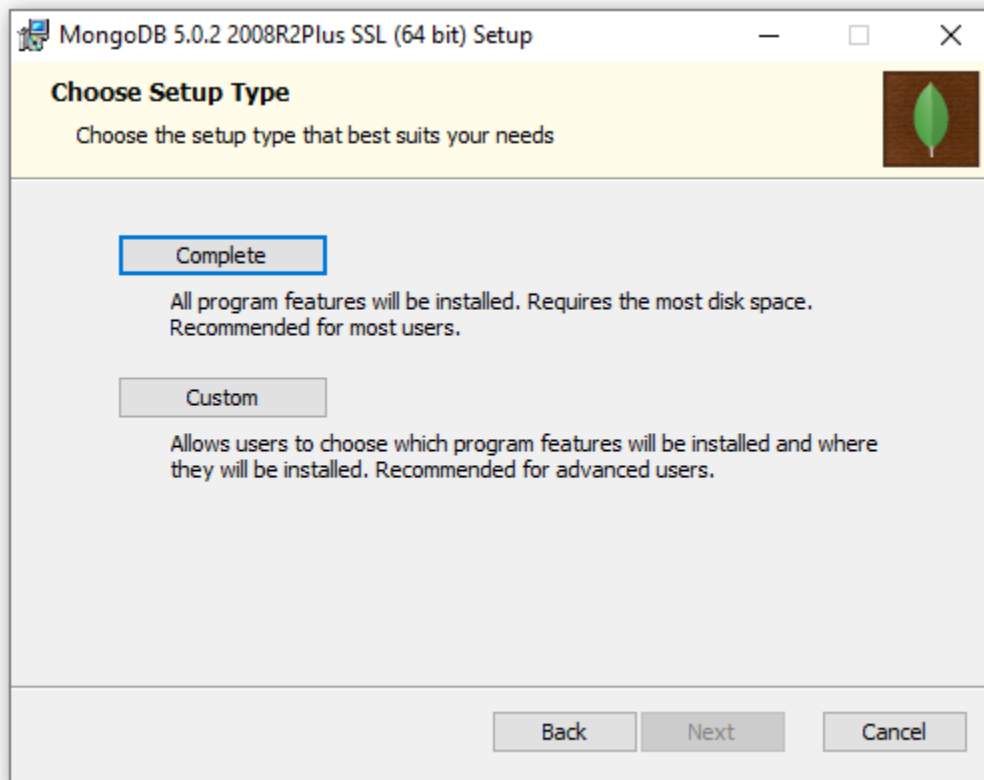 MongoDB 5.0.2 2008R2Plus SSL (64 bit) Setup
Choose Setup Type
Choose the setup type that best suits your needs
Complete
All program features will be installed. Requires the most disk space.
Recommended for most users.
Custom
Allows users to choose which program features will be installed and where
they will be installed. Recommended for advanced users.
Back Next Cancel